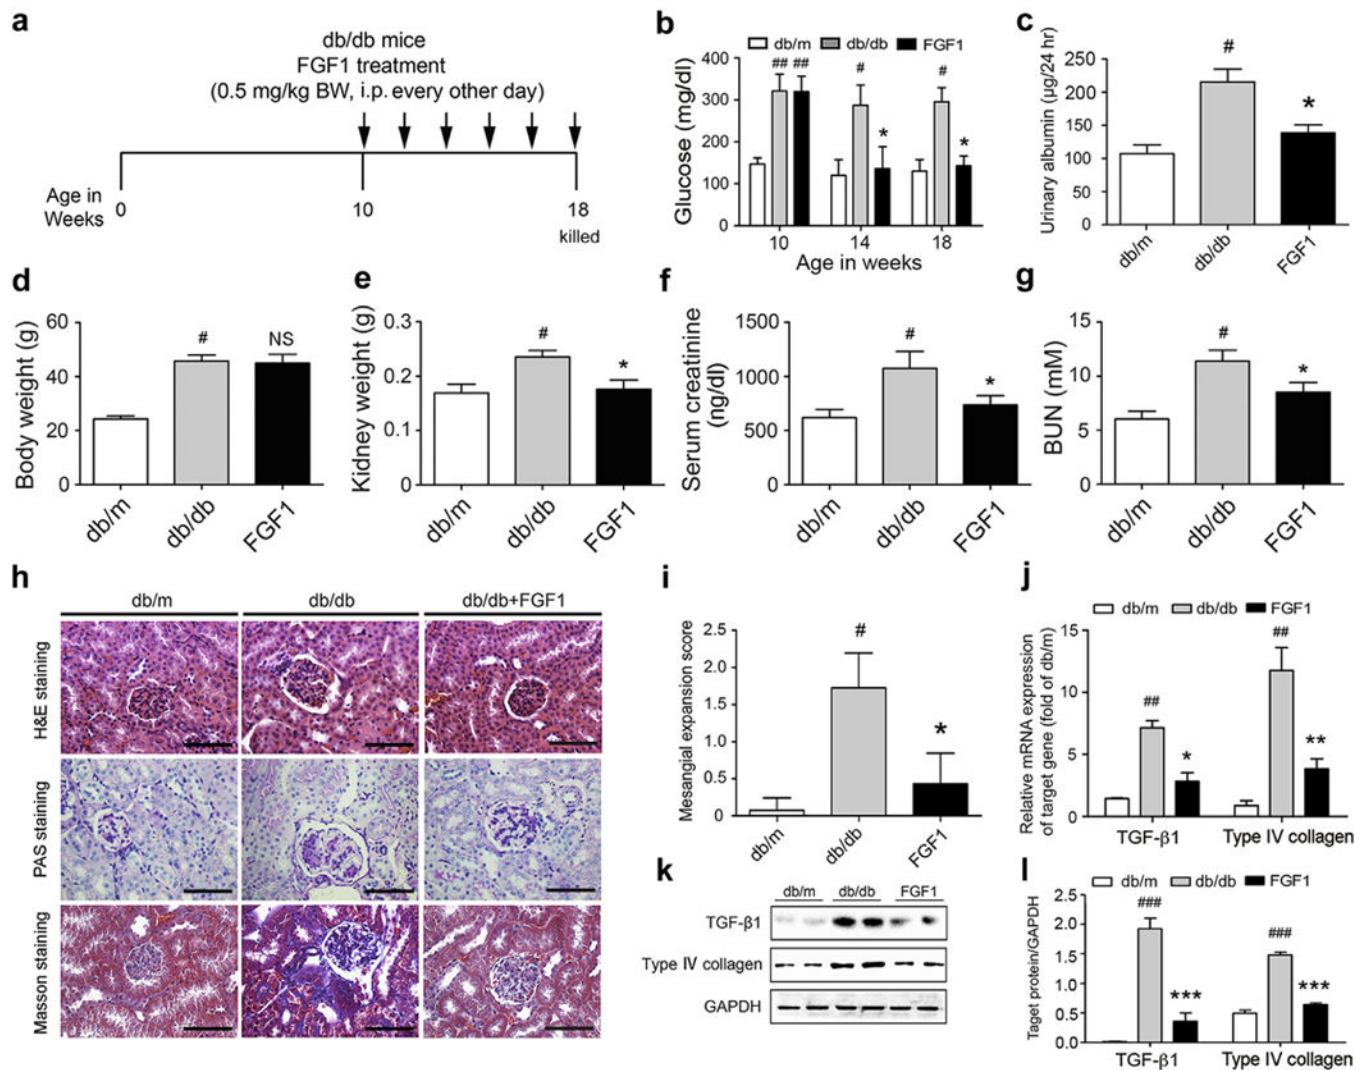 a
db/db mice
FGF1 treatment
(0.5 mg/kg BW, i.p. every other day)
Age in
Weeks
0
10
18
killed
b
db/m
db/db
FGF1
Glucose (mg/dl)
400
300
200
100
0
##
##
#
*
#
*
10
14
18
Age in weeks
c
Urinary albumin (μg/24 hr)
250
200
150
100
50
0
#
*
db/m
db/db
FGF1
d
Body weight (g)
60
40
20
0
#
NS
db/m
db/db
FGF1
e
Kidney weight (g)
0.3
0.2
0.1
0
#
*
db/m
db/db
FGF1
f
Serum creatinine
(ng/dl)
1500
1000
500
0
#
*
db/m
db/db
FGF1
g
BUN (mM)
15
10
5
0
#
*
db/m
db/db
FGF1
h
db/m
db/db
db/db+FGF1
H&E staining
PAS staining
Masson staining
i
Mesangial expansion score
2.5
2.0
1.5
1.0
0.5
0
#
*
db/m
db/db
FGF1
j
db/m
db/db
FGF1
Relative mRNA expression
of target gene (fold of db/m)
15
10
5
0
##
*
##
**
TGF-β1
Type IV collagen
k
db/m
db/db
FGF1
TGF-β1
Type IV collagen
GAPDH
l
db/m
db/db
FGF1
Taget protein/GAPDH
2.5
2.0
1.5
1.0
0.5
0.0
###
***
###
***
TGF-β1
Type IV collagen